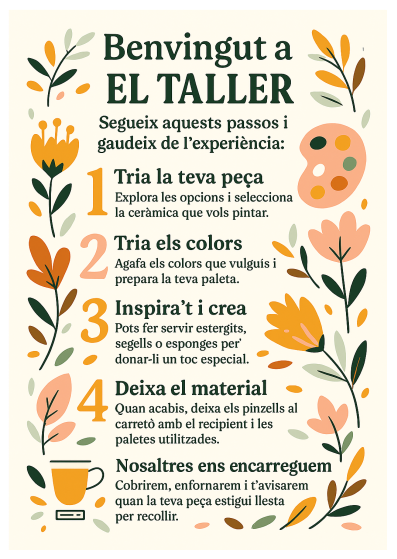 Benvingut a
EL TALLER
Segueix aquests passos i
gaudeix de l'experiència:
1 Tria la teva peça
Explora les opcions i selecciona
la ceràmica que vols pintar.
2 Tria els colors
Agafa els colors que vulguis i
prepara la teva paleta.
3 Inspira't i crea
Pots fer servir estergits,
segells o esponges per'
donar-li un toc especial.
4 Deixa el material
Quan acabis, deixa els pinzells al
carretò amb el recipient i les
paletes utilitzades.
Nosaltres ens encarreguem
Cobrirem, enfornarem i t'avisarem
quan la teva peça estigui llesta
per recollir.